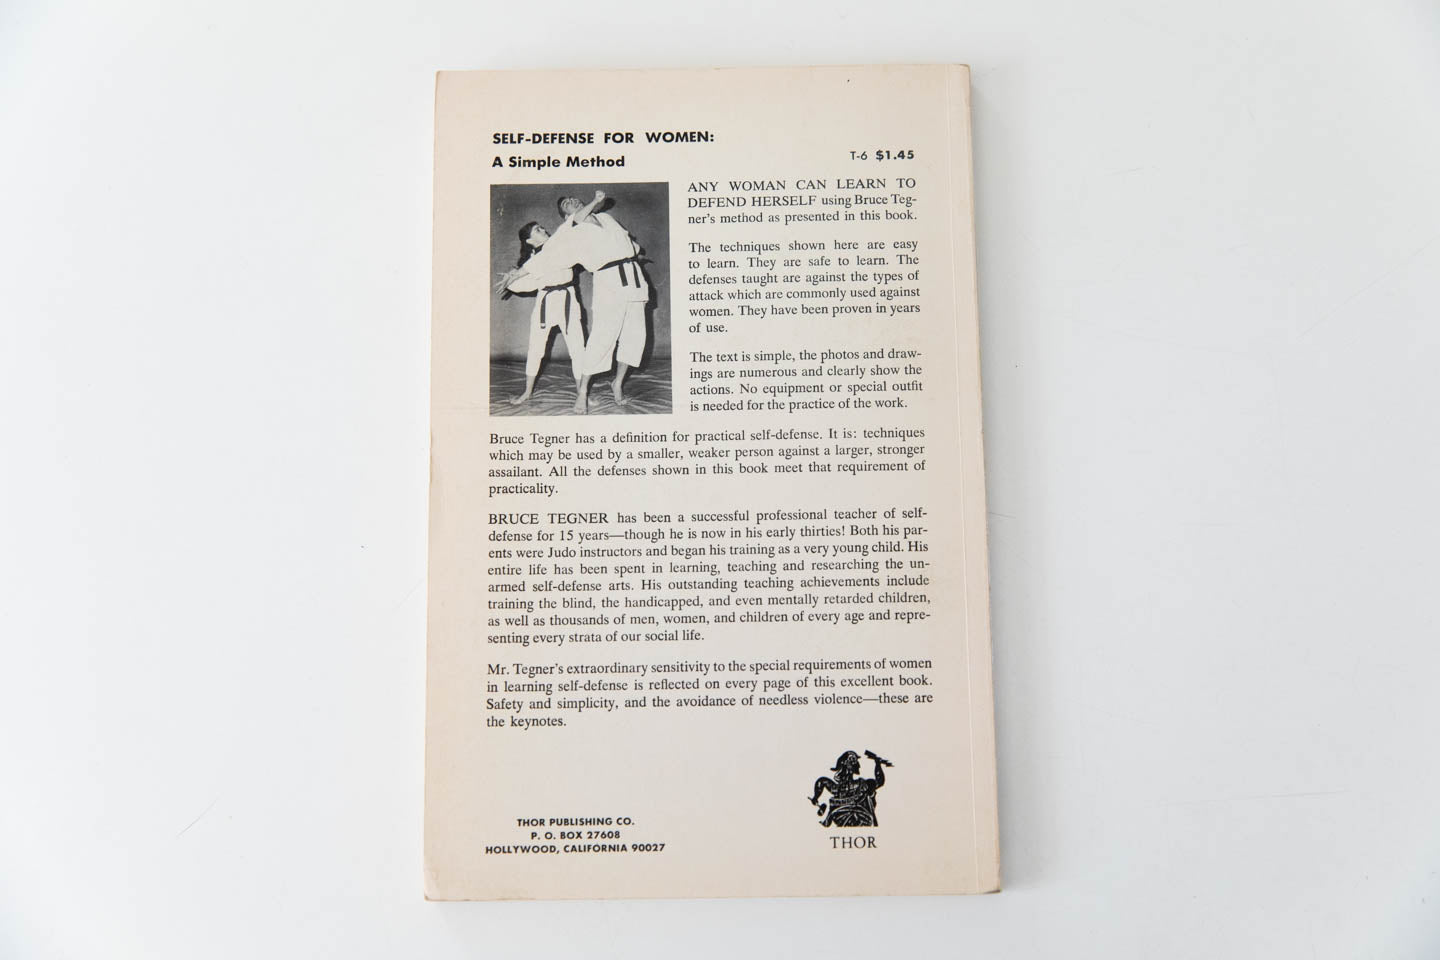 SELF-DEFENSE FOR WOMEN:
A Simple Method
T-6 $1.45
ANY WOMAN CAN LEARN TO
DEFEND HERSELF using Bruce Teg-
ner's method as presented in this book.
The techniques shown here are easy
to learn. They are safe to learn. The
defenses taught are against the types of
attack which are commonly used against
women. They have been proven in years
of use.
The text is simple, the photos and draw-
ings are numerous and clearly show the
actions. No equipment or special outfit
is needed for the practice of the work.
Bruce Tegner has a definition for practical self-defense. It is: techniques
which may be used by a smaller, weaker person against a larger, stronger
assailant. All the defenses shown in this book meet that requirement of
practicality.
BRUCE TEGNER has been a successful professional teacher of self-
defense for 15 years—though he is now in his early thirties! Both his par-
ents were Judo instructors and began his training as a very young child. His
entire life has been spent in learning, teaching and researching the un-
armed self-defense arts. His outstanding teaching achievements include
training the blind, the handicapped, and even mentally retarded children,
as well as thousands of men, women, and children of every age and repre-
senting every strata of our social life.
Mr. Tegner's extraordinary sensitivity to the special requirements of women
in learning self-defense is reflected on every page of this excellent book.
Safety and simplicity, and the avoidance of needless violence—these are
the keynotes.
THOR PUBLISHING CO.
P. O. BOX 27608
HOLLYWOOD, CALIFORNIA 90027
THOR